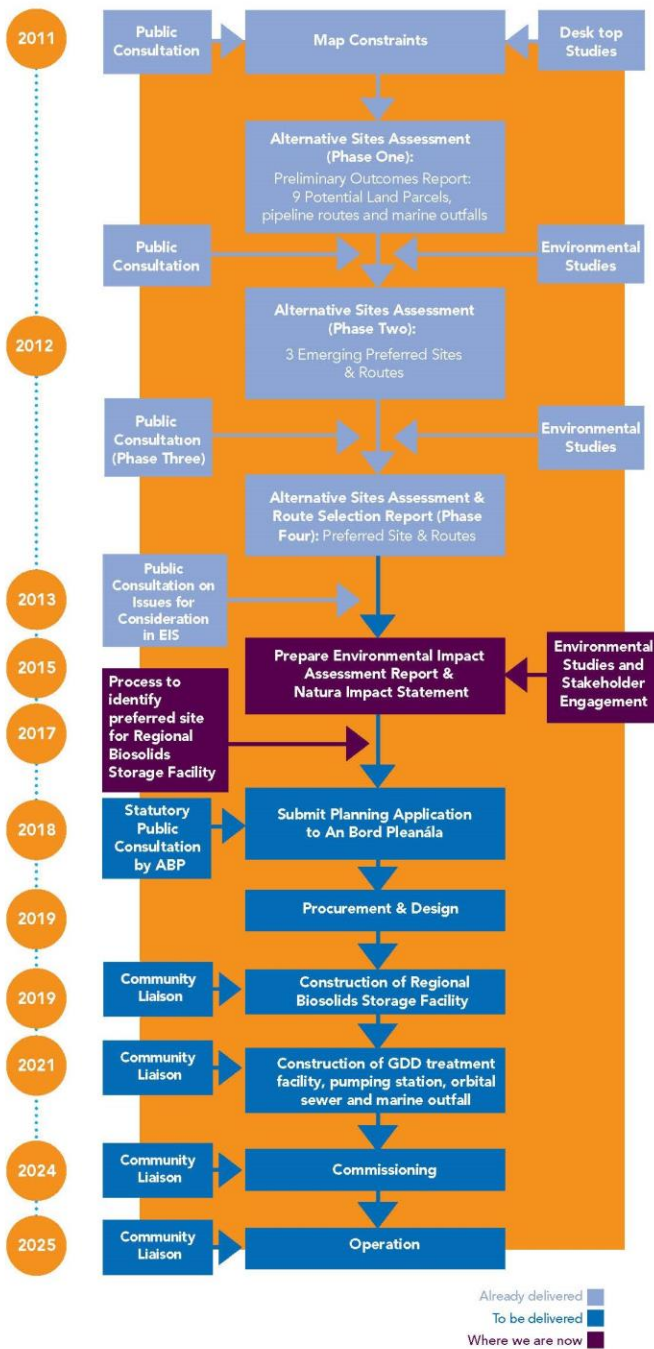 2011
Public
Consultation
Map Constraints
Desk top
Studies
Alternative Sites Assessment
(Phase One):
Preliminary Outcomes Report:
9 Potential Land Parcels,
pipeline routes and marine outfalls
Public
Consultation
Environmental
Studies
2012
Alternative Sites Assessment
(Phase Two):
3 Emerging Preferred Sites
& Routes
Public
Consultation
(Phase Three)
Environmental
Studies
Alternative Sites Assessment &
Route Selection Report (Phase
Four): Preferred Site & Routes
2013
Public
Consultation on
Issues for
Consideration
in EIS
2015
Prepare Environmental Impact
Assessment Report &
Natura Impact Statement
Environmental
Studies and
Stakeholder
Engagement
2017
Process to
identify
preferred site
for Regional
Biosolids
Storage Facility
2018
Statutory
Public
Consultation
by ABP
Submit Planning Application
to An Bord Pleanála
2019
Procurement & Design
2019
Community
Liaison
Construction of Regional
Biosolids Storage Facility
2021
Community
Liaison
Construction of GDD treatment
facility, pumping station, orbital
sewer and marine outfall
2024
Community
Liaison
Commissioning
2025
Community
Liaison
Operation
Already delivered
To be delivered
Where we are now